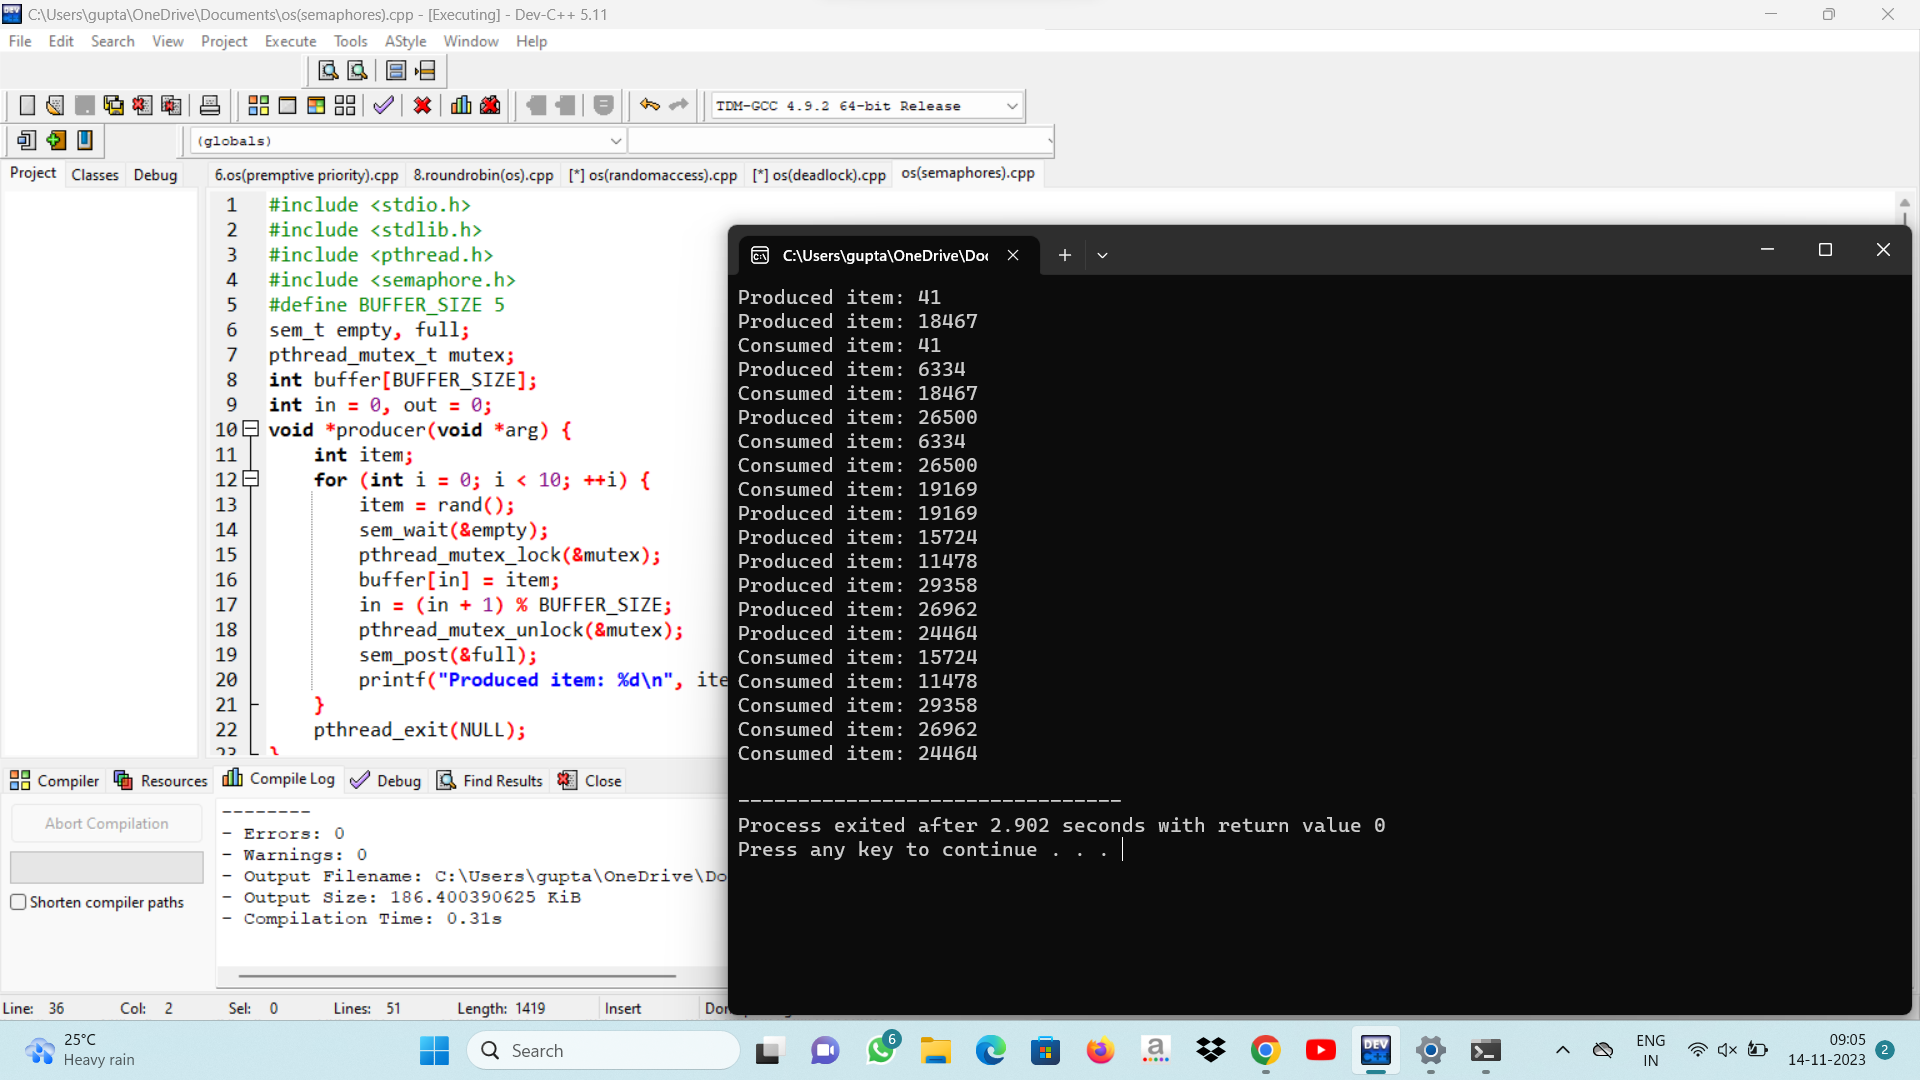 C:\Users\gupta\OneDrive\Documents\os(semaphores).cpp - [Executing] - Dev-C++ 5.11
File Edit Search View Project Execute Tools AStyle Window Help
TDM-GCC 4.9.2 64-bit Release
(globals)
Project Classes Debug
6.os(premptive priority).cpp 8.roundrobin(os).cpp [*] os(randomaccess).cpp [*] os(deadlock).cpp os(semaphores).cpp
1 #include <stdio.h>
2 #include <stdlib.h>
3 #include <pthread.h>
4 #include <semaphore.h>
5 #define BUFFER_SIZE 5
6 sem_t empty, full;
7 pthread_mutex_t mutex;
8 int buffer[BUFFER_SIZE];
9 int in = 0, out = 0;
10 void *producer(void *arg) {
11 int item;
12 for (int i = 0; i < 10; ++i) {
13 item = rand();
14 sem_wait(&empty);
15 pthread_mutex_lock(&mutex);
16 buffer[in] = item;
17 in = (in + 1) % BUFFER_SIZE;
18 pthread_mutex_unlock(&mutex);
19 sem_post(&full);
20 printf("Produced item: %d\n", ite
21 }
22 pthread_exit(NULL);
23 }
C:\Users\gupta\OneDrive\Doc
Produced item: 41
Produced item: 18467
Consumed item: 41
Produced item: 6334
Consumed item: 18467
Produced item: 26500
Consumed item: 6334
Consumed item: 26500
Consumed item: 19169
Produced item: 19169
Produced item: 15724
Produced item: 11478
Produced item: 29358
Produced item: 26962
Produced item: 24464
Consumed item: 15724
Consumed item: 11478
Consumed item: 29358
Consumed item: 26962
Consumed item: 24464
--------------------------------
Process exited after 2.902 seconds with return value 0
Press any key to continue . . .
Compiler Resources Compile Log Debug Find Results Close
Abort Compilation
Shorten compiler paths
--------
- Errors: 0
- Warnings: 0
- Output Filename: C:\Users\gupta\OneDrive\Do
- Output Size: 186.400390625 KiB
- Compilation Time: 0.31s
Line: 36 Col: 2 Sel: 0 Lines: 51 Length: 1419 Insert
25°C
Heavy rain
Search
6
DEV
C++
ENG
IN
09:05
14-11-2023
2